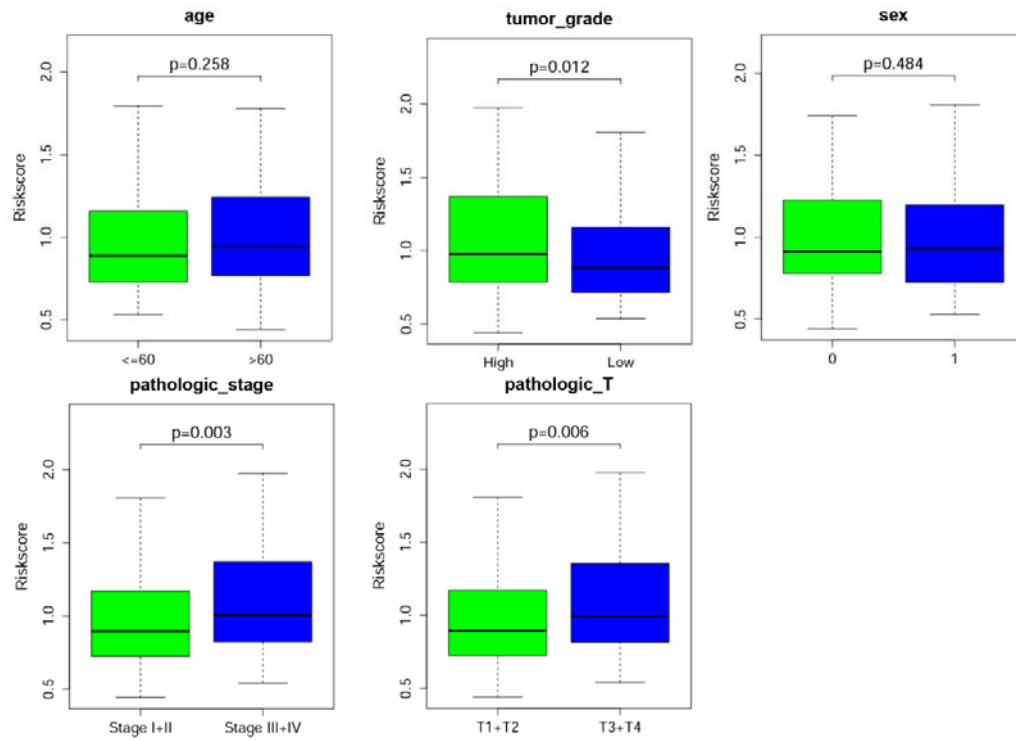 age
p=0.258
Riskscore
2.0
1.5
1.0
0.5
<=60 >60
tumor_grade
p=0.012
Riskscore
2.0
1.5
1.0
0.5
High Low
sex
p=0.484
Riskscore
2.0
1.5
1.0
0.5
0 1
pathologic_stage
p=0.003
Riskscore
2.0
1.5
1.0
0.5
Stage I+II Stage III+IV
pathologic_T
p=0.006
Riskscore
2.0
1.5
1.0
0.5
T1+T2 T3+T4